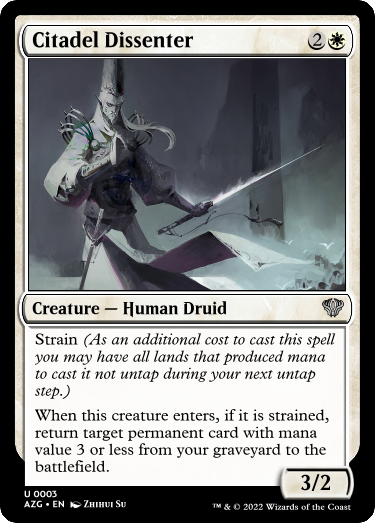 Citadel Dissenter 2
Creature — Human Druid
Strain (As an additional cost to cast this spell
you may have all lands that produced mana
to cast it not untap during your next untap
step.)
When this creature enters, if it is strained,
return target permanent card with mana
value 3 or less from your graveyard to the
battlefield.
3/2
U 0003
AZG • EN Zhihui Su
™ & © 2022 Wizards of the Coast